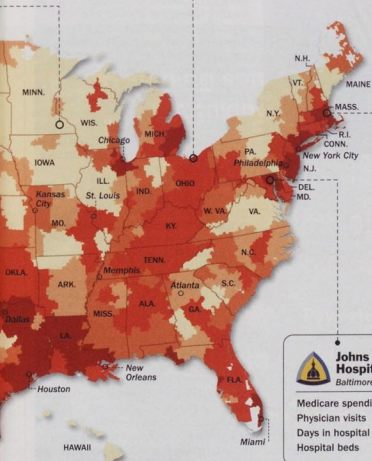 N.H.
VT.
MAINE
MINN.
WIS.
N.Y.
MASS.
MICH.
Chicago
R.I.
CONN.
New York City
N.J.
PA.
Philadelphia
IOWA
ILL.
IND.
OHIO
DEL.
MD.
Kansas
City
St. Louis
MO.
W. VA.
VA.
KY.
N.C.
TENN.
Memphis
OKLA.
ARK.
Atlanta
S.C.
MISS.
ALA.
GA.
Dallas
LA.
New
Orleans
Houston
FLA.
Miami
HAWAII
Johns
Hospit
Baltimore
Medicare spendi
Physician visits
Days in hospital
Hospital beds